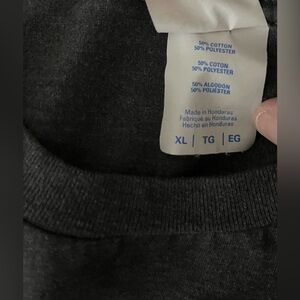 50% COTTON
50% POLYESTER
50% COTON
50% POLYESTER
50% ALGODON
50% POLIESTER
Made in Honduras
Fabriqué au Honduras
Hecho en Honduras
XL | TG | EG